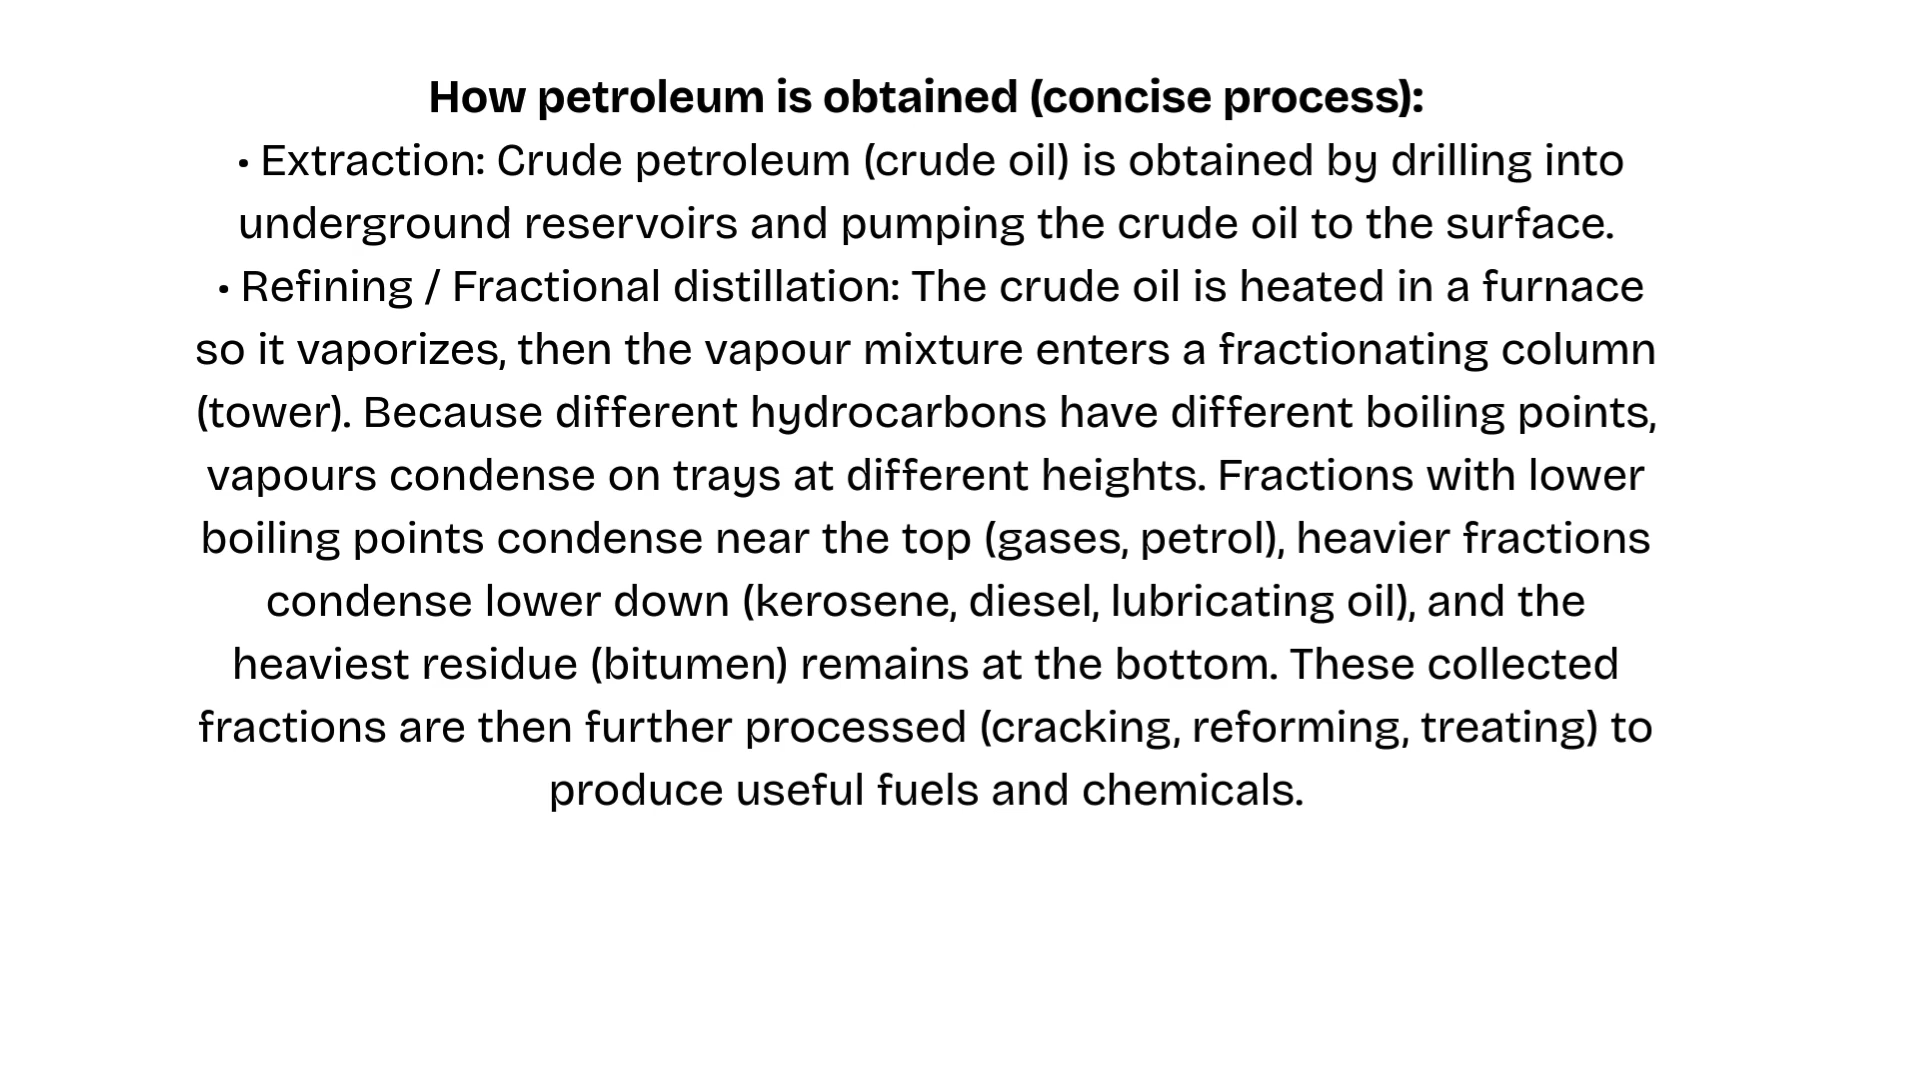 How petroleum is obtained (concise process):
• Extraction: Crude petroleum (crude oil) is obtained by drilling into
underground reservoirs and pumping the crude oil to the surface.
• Refining / Fractional distillation: The crude oil is heated in a furnace
so it vaporizes, then the vapour mixture enters a fractionating column
(tower). Because different hydrocarbons have different boiling points,
vapours condense on trays at different heights. Fractions with lower
boiling points condense near the top (gases, petrol), heavier fractions
condense lower down (kerosene, diesel, lubricating oil), and the
heaviest residue (bitumen) remains at the bottom. These collected
fractions are then further processed (cracking, reforming, treating) to
produce useful fuels and chemicals.